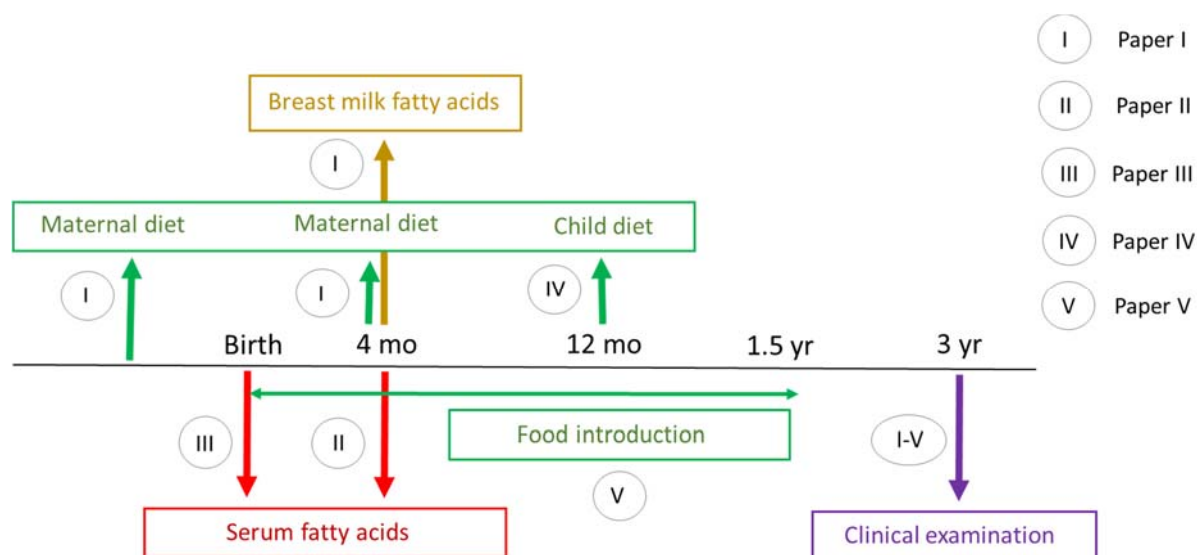 I Paper I
II Paper II
III Paper III
IV Paper IV
V Paper V
Breast milk fatty acids
I
Maternal diet Maternal diet Child diet
I I IV
Birth 4 mo 12 mo 1.5 yr 3 yr
III II Food introduction I-V
V
Serum fatty acids Clinical examination